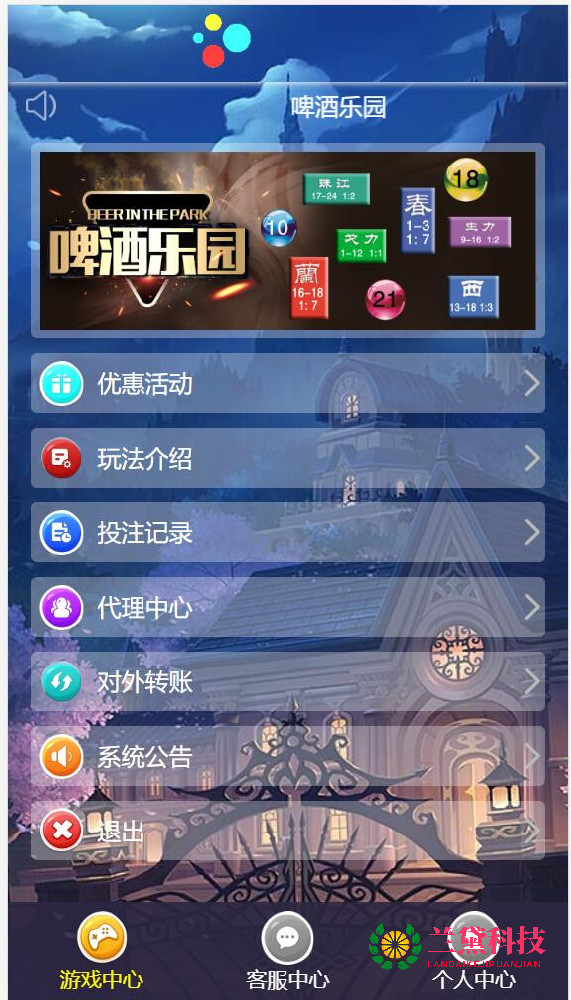 啤酒乐园
BEER IN THE PARK
啤酒乐园
珠江
17-24 1:2
18
春
1-3
1:7
10
戈力
1-12 1:1
生力
9-16 1:2
蘭
16-18
1:7
21
西
13-18 1:3
优惠活动
玩法介绍
投注记录
代理中心
对外转账
系统公告
退出
游戏中心
客服中心
个人中心
兰黛科技
LANDAIKEJIRUANJIAN